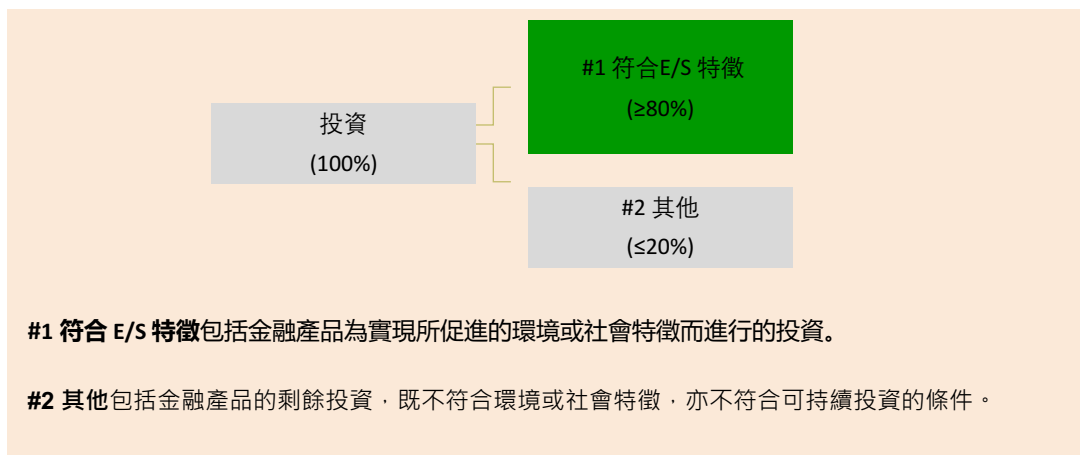 #1 符合E/S 特徵
(≥80%)
投資
(100%)
#2 其他
(≤20%)
#1 符合 E/S 特徵包括金融產品為實現所促進的環境或社會特徵而進行的投資。
#2 其他包括金融產品的剩餘投資，既不符合環境或社會特徵，亦不符合可持續投資的條件。